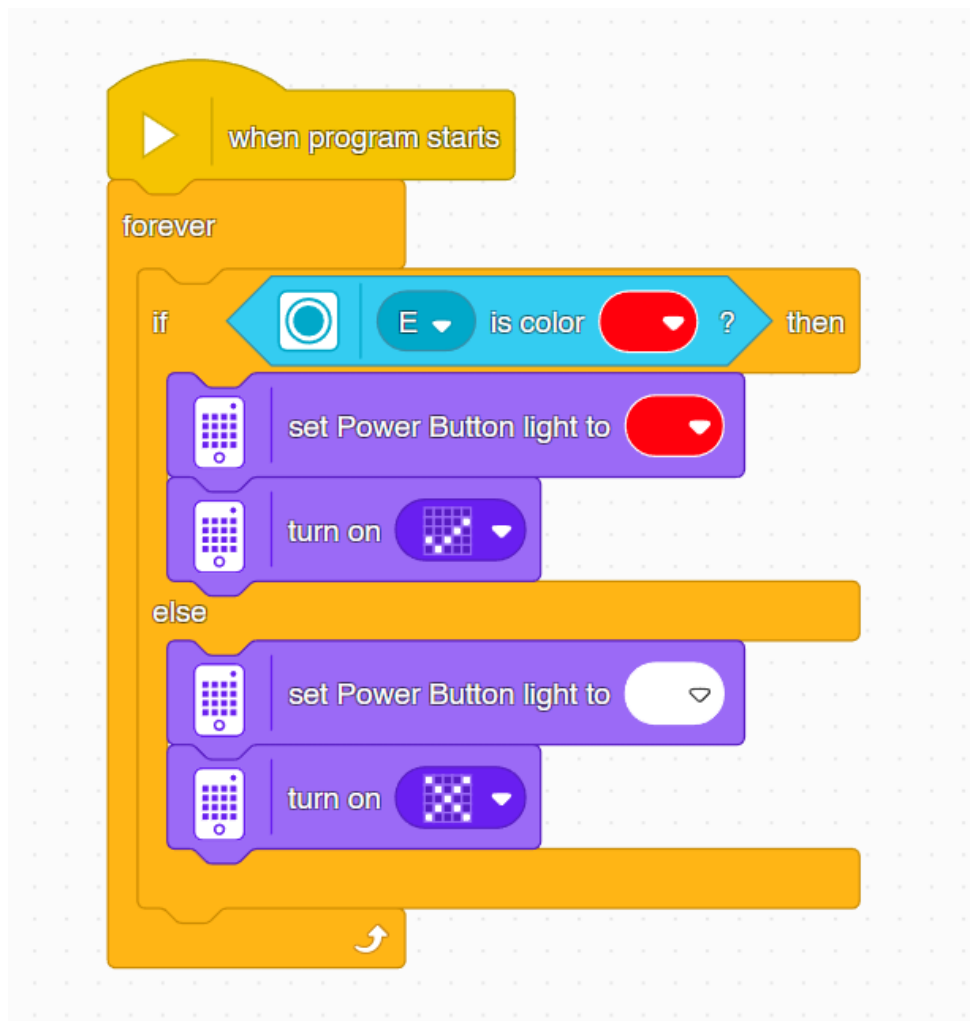 when program starts
forever
if E is color ? then
set Power Button light to
turn on
else
set Power Button light to
turn on